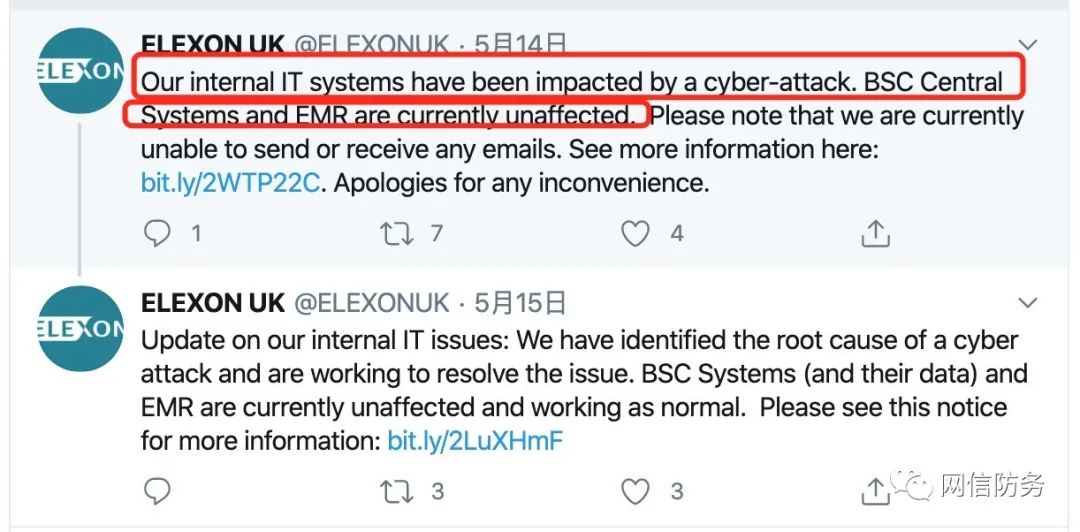 ELEXON UK @ELEXONUK · 5月14日
ELEXON
Our internal IT systems have been impacted by a cyber-attack. BSC Central
Systems and EMR are currently unaffected. Please note that we are currently
unable to send or receive any emails. See more information here:
bit.ly/2WTP22C. Apologies for any inconvenience.
1 7 4
ELEXON UK @ELEXONUK · 5月15日
ELEXON
Update on our internal IT issues: We have identified the root cause of a cyber
attack and are working to resolve the issue. BSC Systems (and their data) and
EMR are currently unaffected and working as normal. Please see this notice
for more information: bit.ly/2LuXHmF
3 3
网信防务